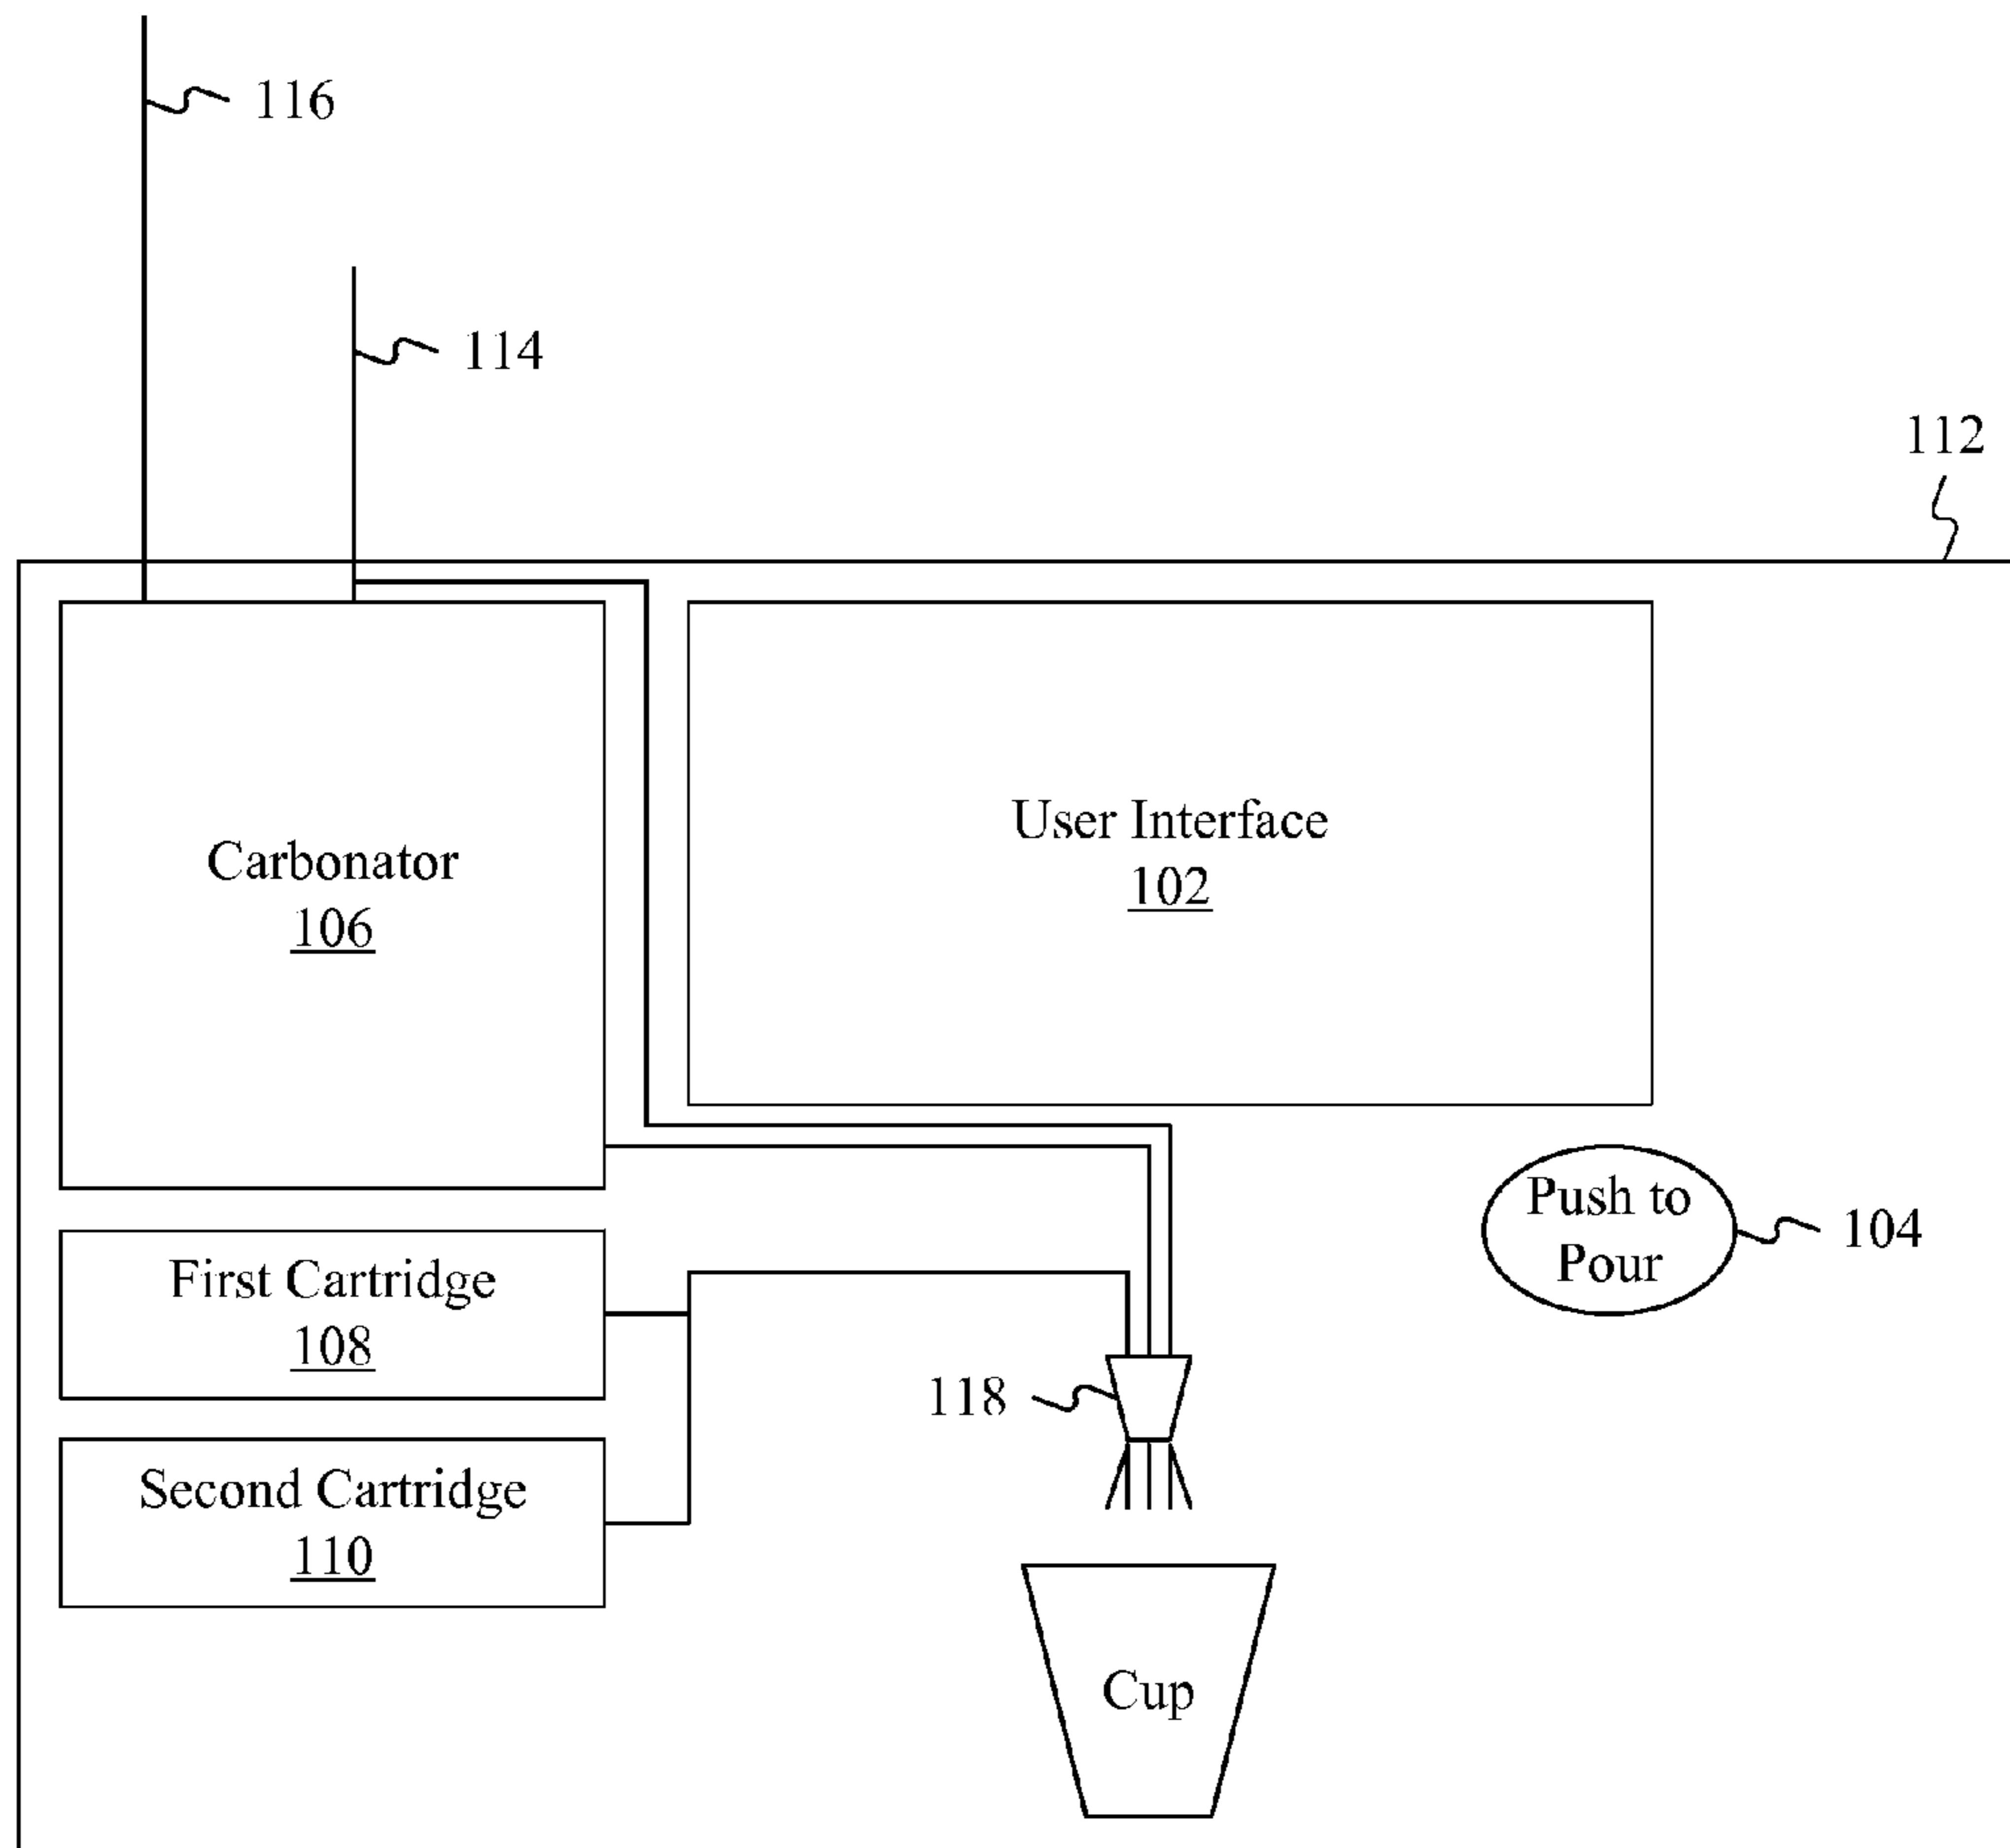 116
114
112
User Interface
102
Carbonator
106
Push to
Pour
104
First Cartridge
108
118
Second Cartridge
110
Cup